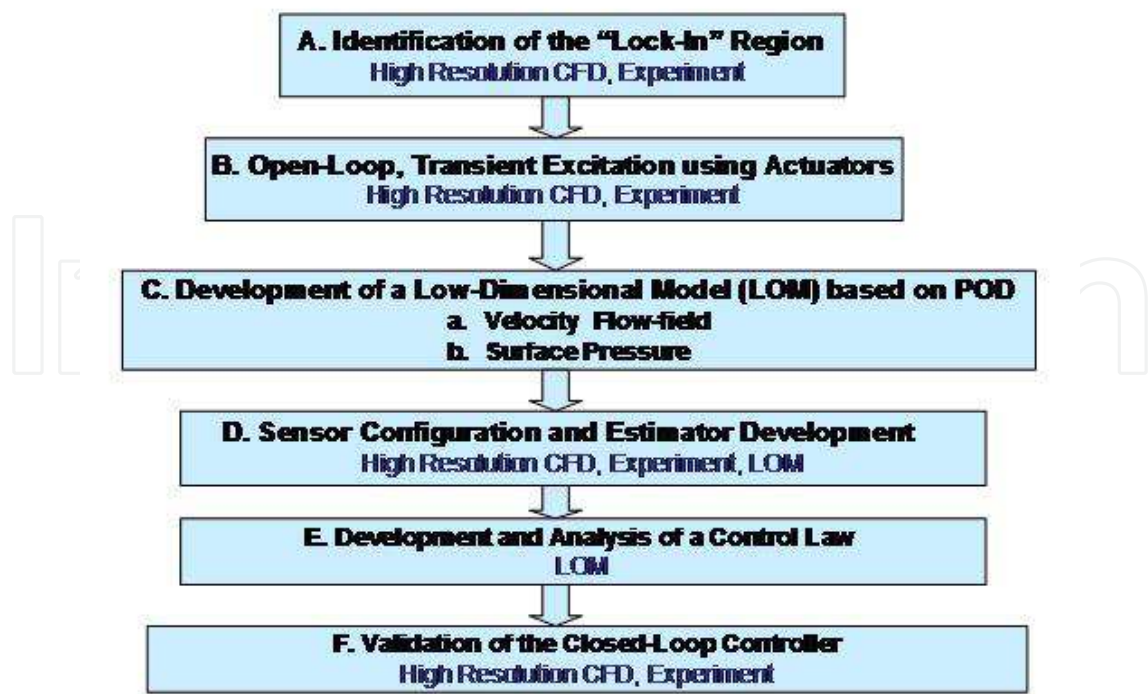 A. Identification of the “Lock-In” Region
High Resolution CFD, Experiment
B. Open-Loop, Transient Excitation using Actuators
High Resolution CFD, Experiment
C. Development of a Low-Dimensional Model (LOM) based on POD
a. Velocity Flow-field
b. Surface Pressure
D. Sensor Configuration and Estimator Development
High Resolution CFD, Experiment, LOM
E. Development and Analysis of a Control Law
LOM
F. Validation of the Closed-Loop Controller
High Resolution CFD, Experiment